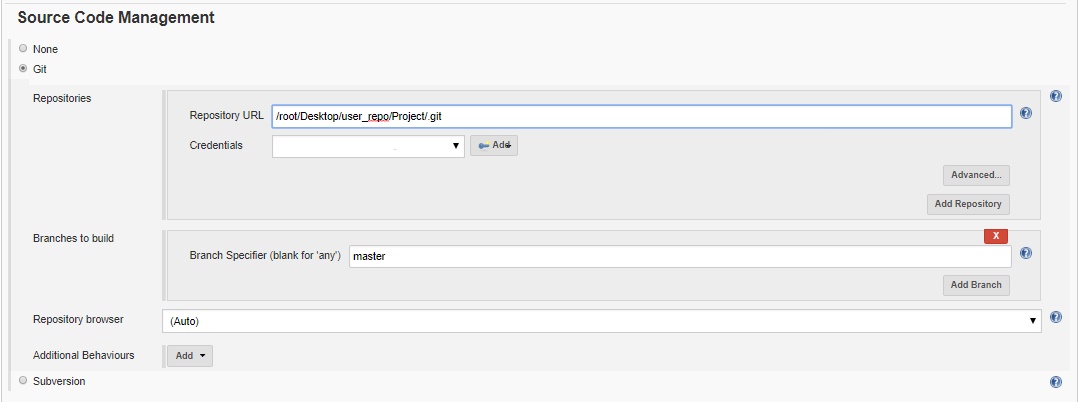 Source Code Management
None
Git
Repositories
Repository URL /root/Desktop/user_repo/Project/.git
Credentials Add
Advanced...
Add Repository
Branches to build
X
Branch Specifier (blank for 'any') master
Add Branch
Repository browser (Auto)
Additional Behaviours Add
Subversion